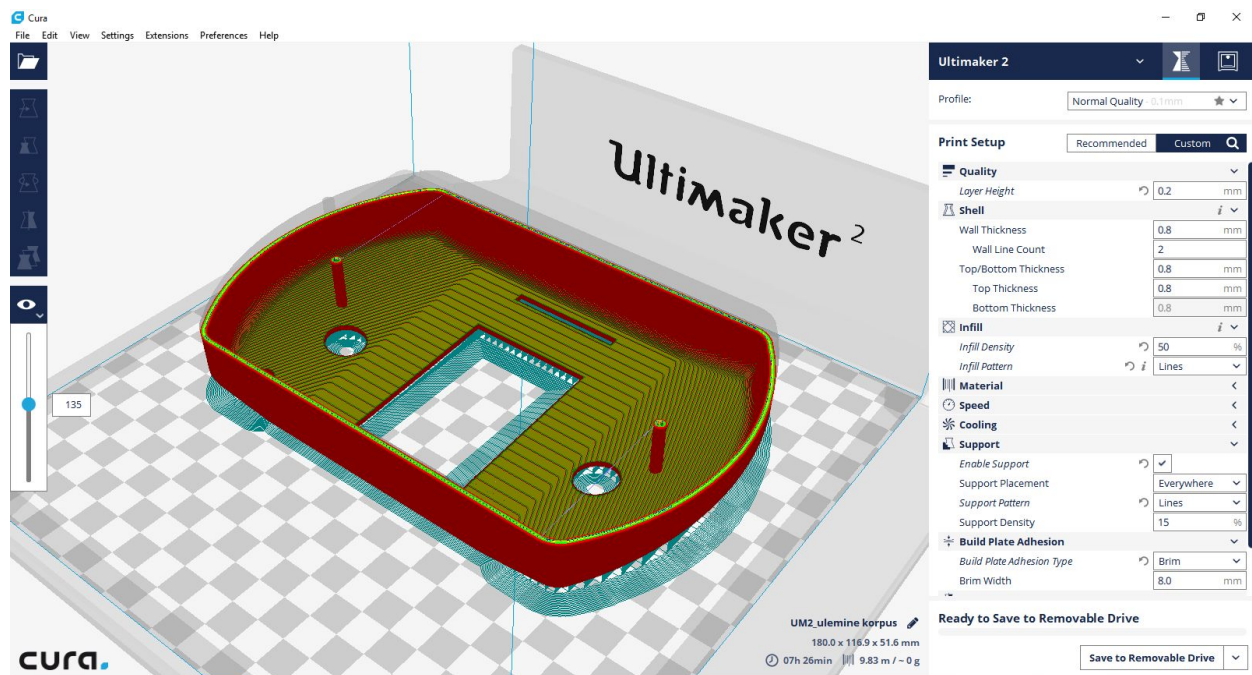 Cura
File Edit View Settings Extensions Preferences Help
Ultimaker 2
Profile: Normal Quality - 0,1mm
Print Setup Recommended Custom
Quality
Layer Height 0.2 mm
Shell i
Wall Thickness 0.8 mm
Wall Line Count 2
Top/Bottom Thickness 0.8 mm
Top Thickness 0.8 mm
Bottom Thickness 0.8 mm
Infill i
Infill Density 50 %
Infill Pattern i Lines
Material
Speed
Cooling
Support
Enable Support
Support Placement Everywhere
Support Pattern Lines
Support Density 15 %
Build Plate Adhesion
Build Plate Adhesion Type Brim
Brim Width 8.0 mm
Ready to Save to Removable Drive
Save to Removable Drive
Ultimaker 2
135
UM2_ulemine korpus
180.0 x 116.9 x 51.6 mm
07h 26min 9.83 m / ~ 0 g
cura.